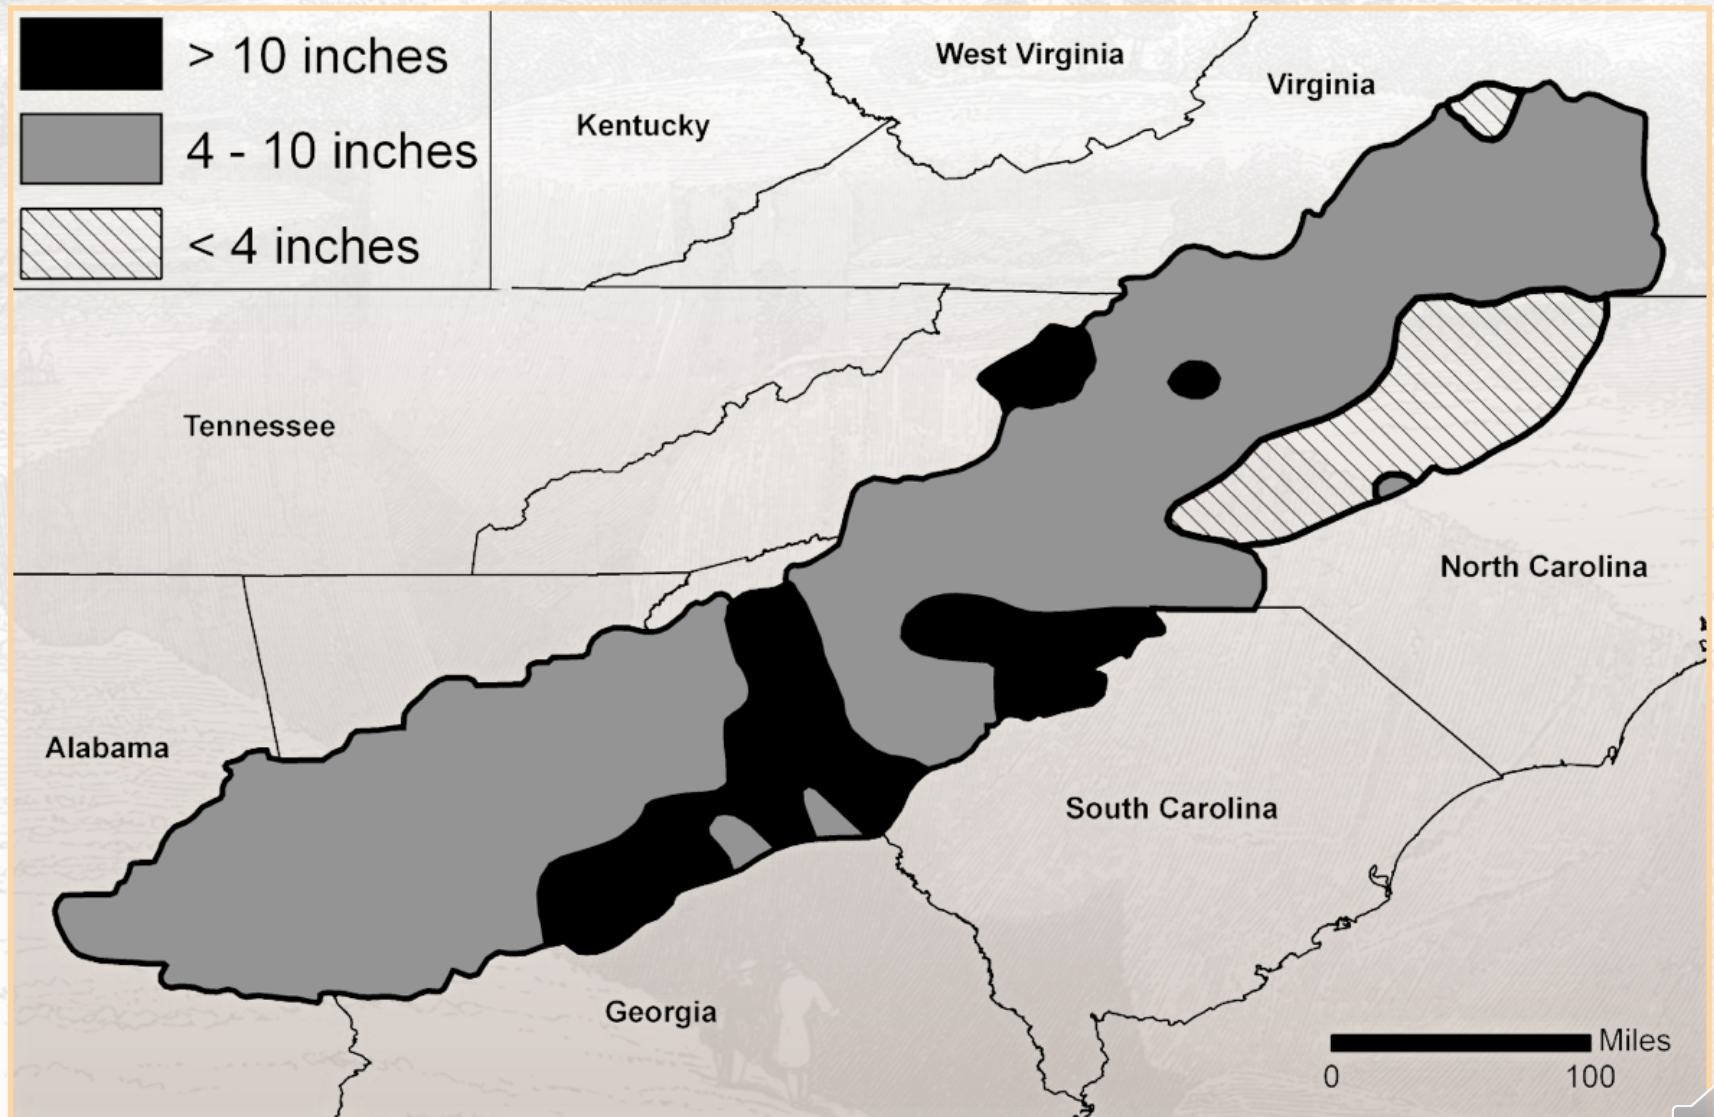 > 10 inches
4 - 10 inches
< 4 inches
West Virginia
Virginia
Kentucky
Tennessee
North Carolina
Alabama
South Carolina
Georgia
Miles
0 100